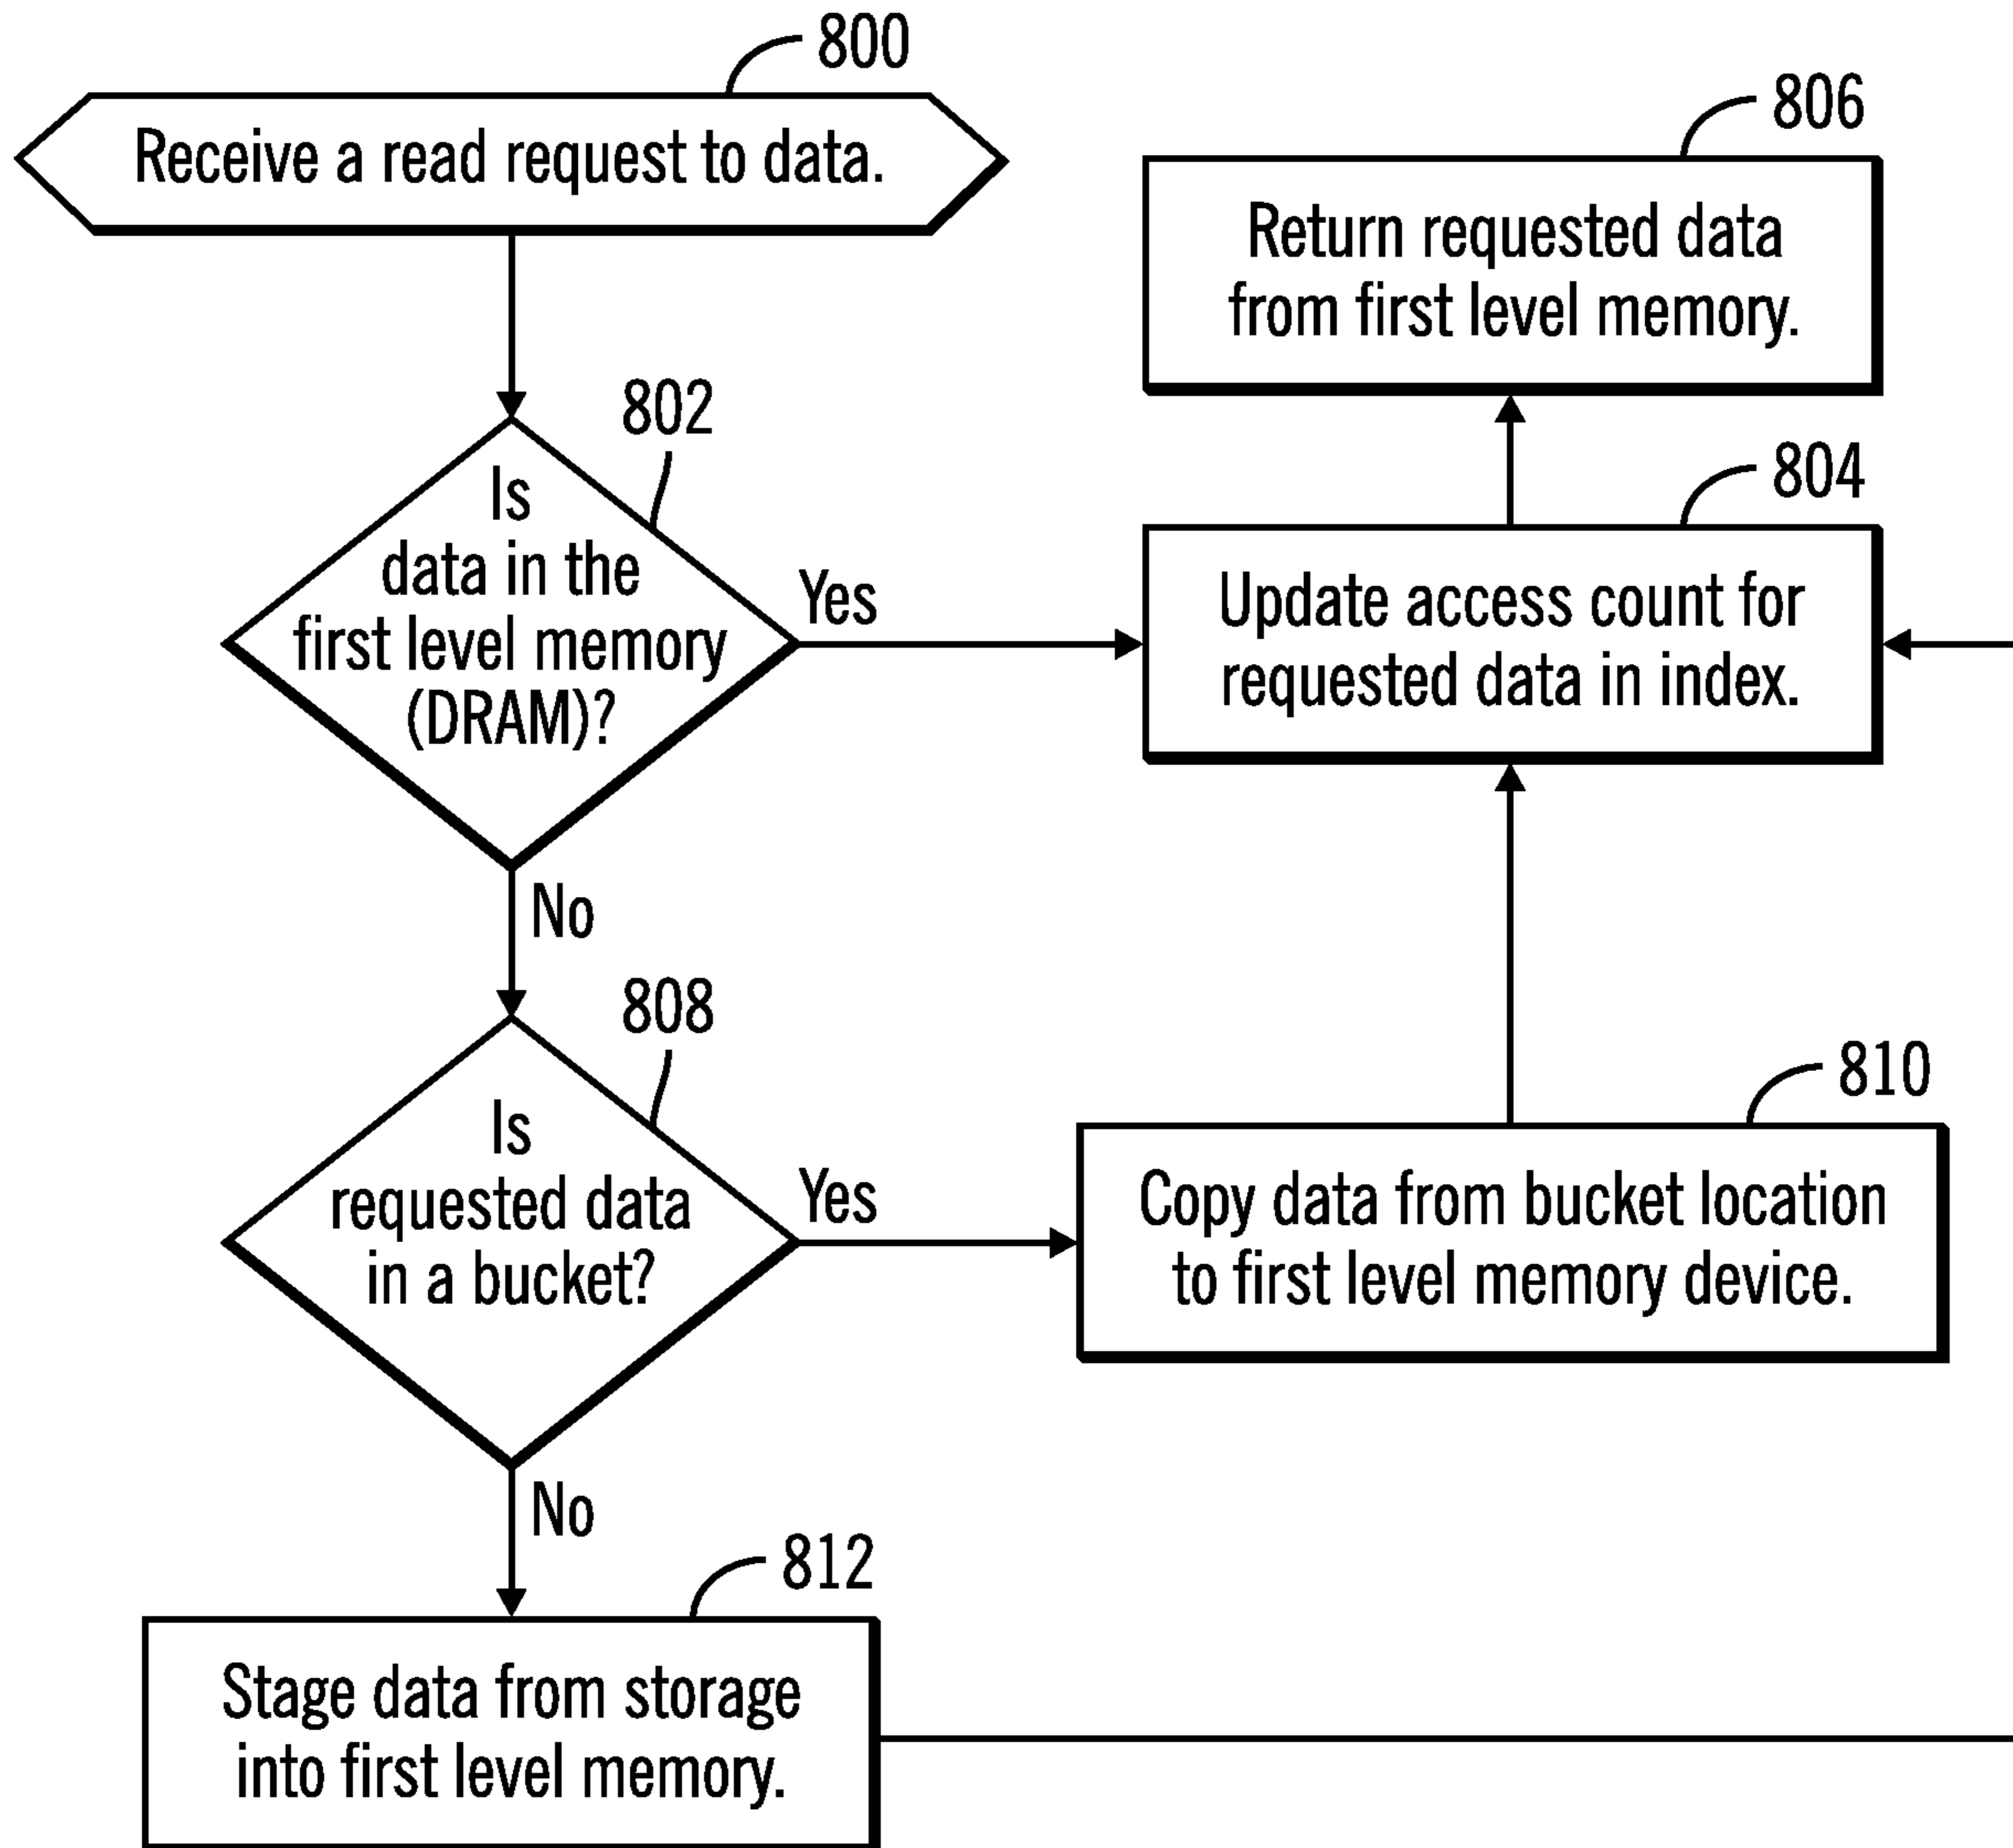 800
Receive a read request to data.
806
Return requested data
from first level memory.
802
Is
data in the
first level memory
(DRAM)?
Yes
No
804
Update access count for
requested data in index.
808
Is
requested data
in a bucket?
Yes
No
810
Copy data from bucket location
to first level memory device.
812
Stage data from storage
into first level memory.